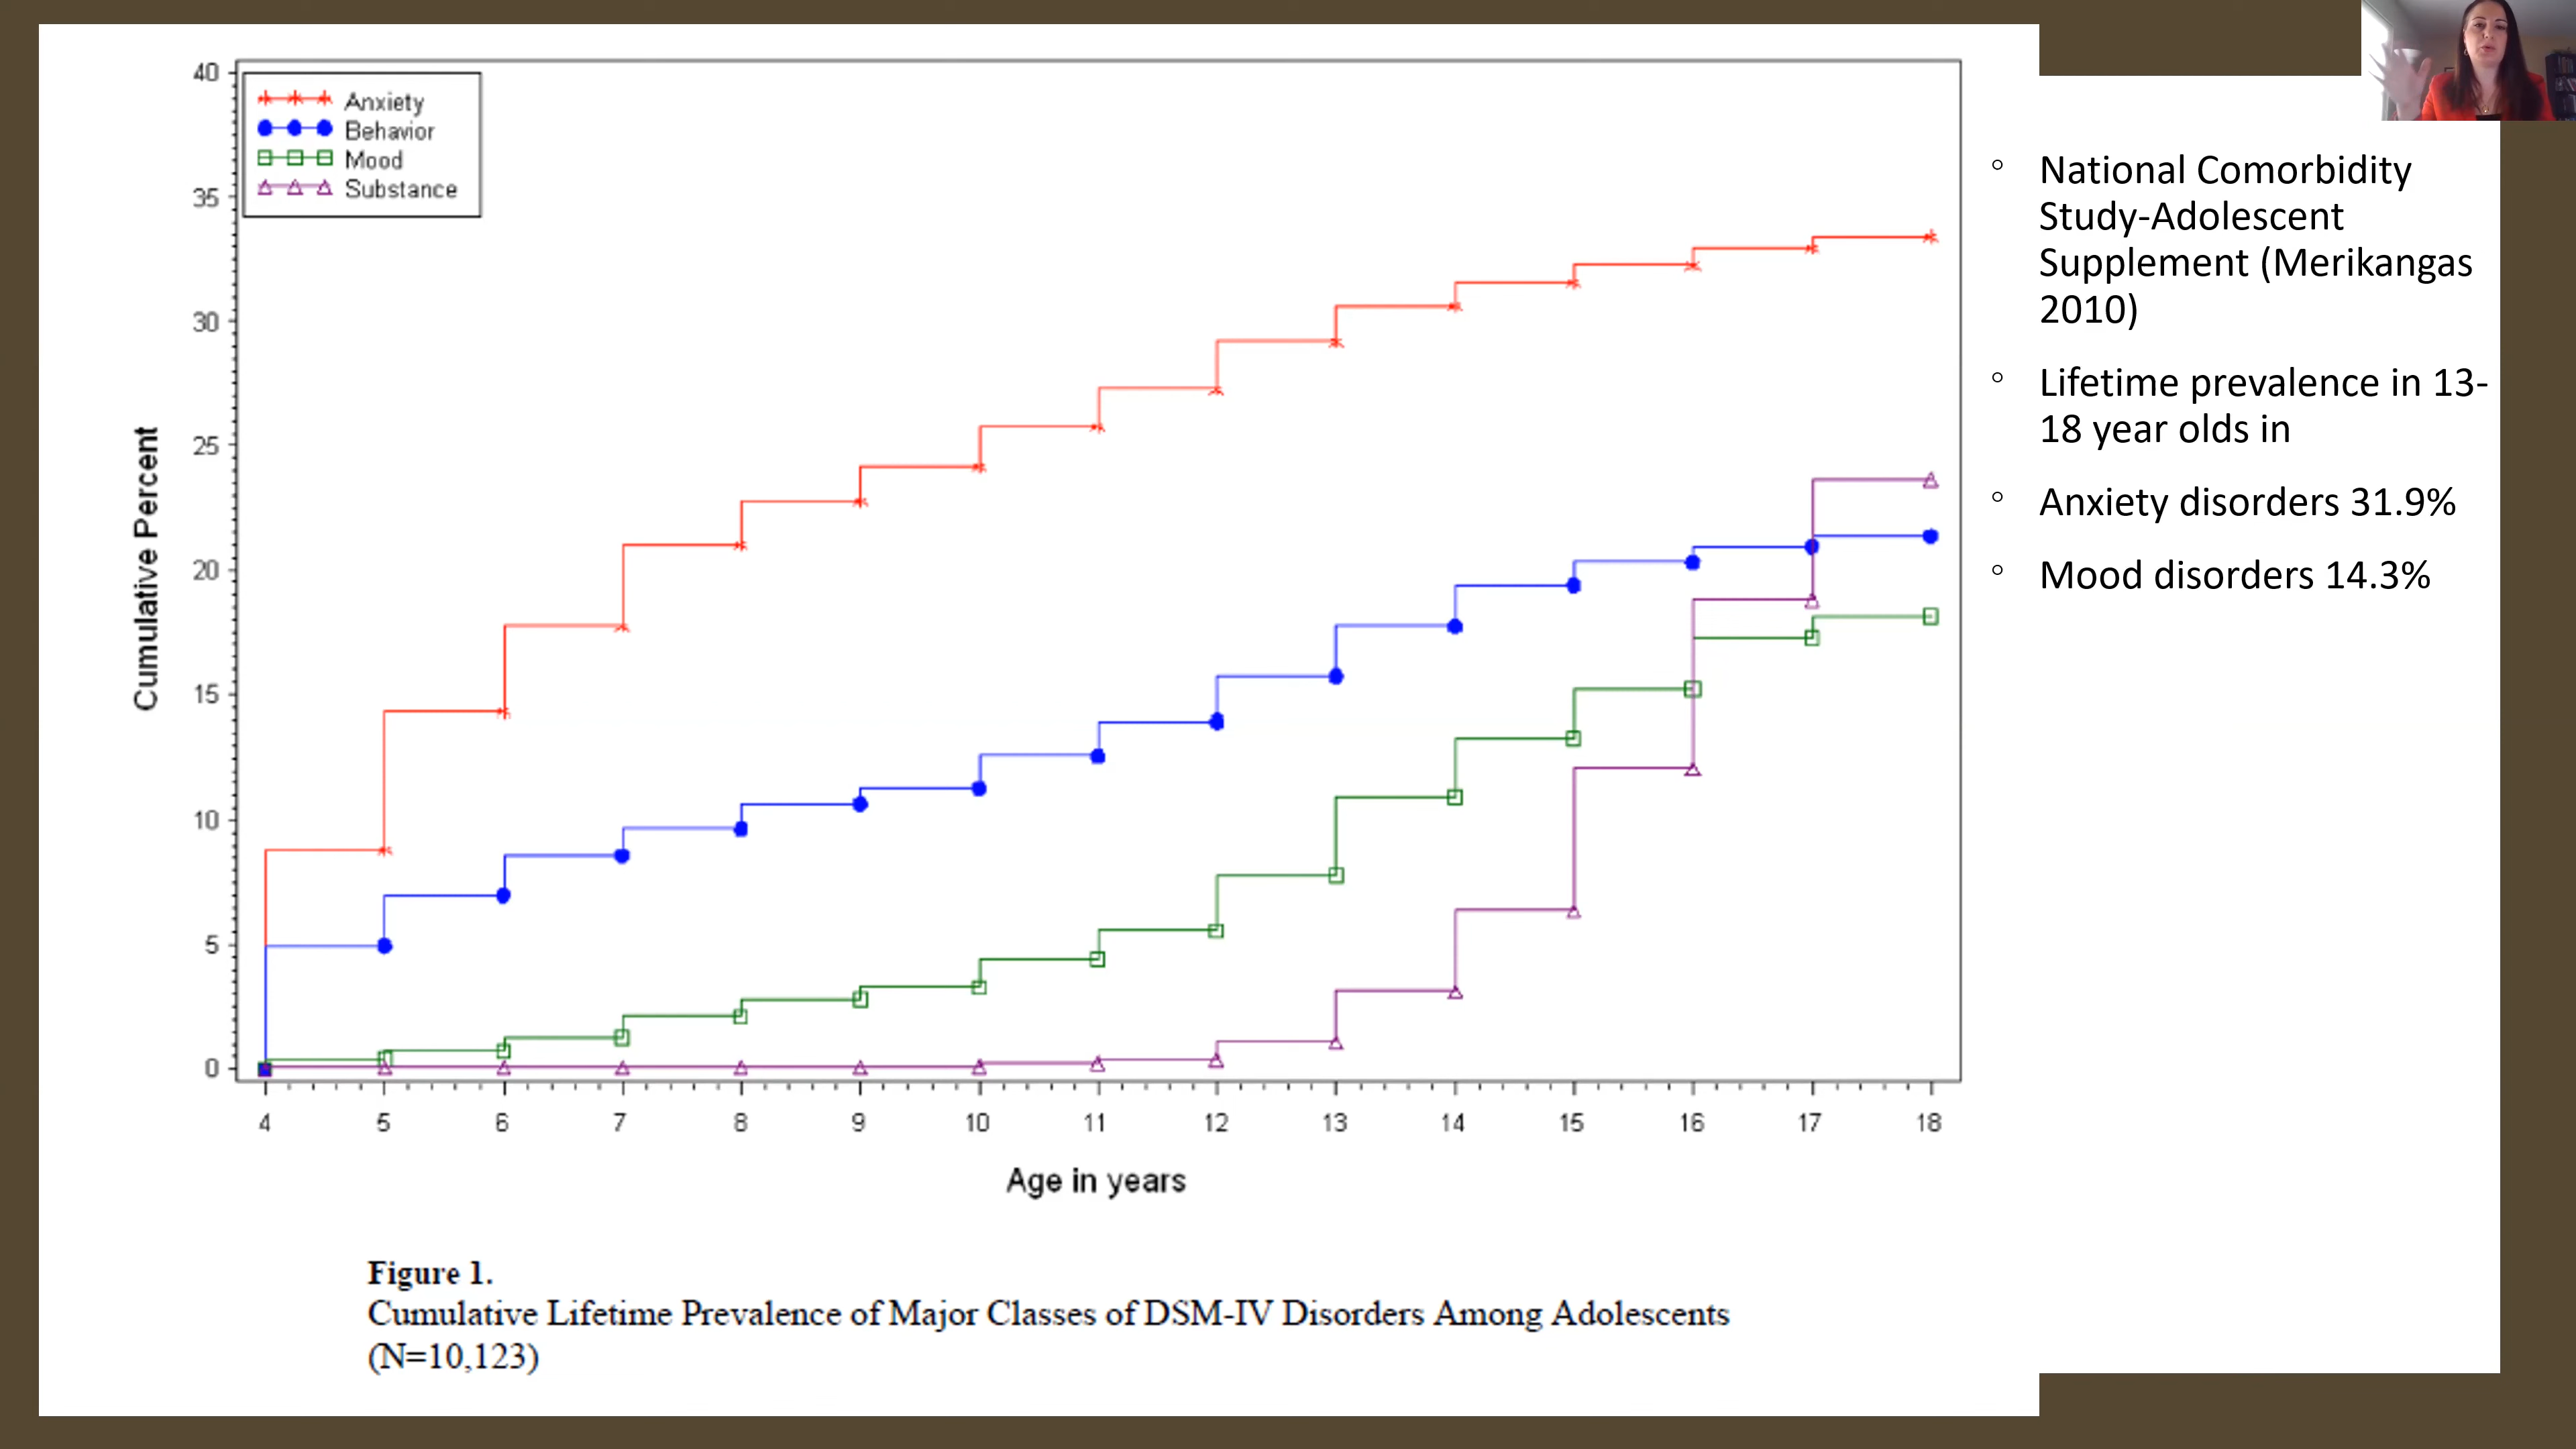 40
35
30
25
20
15
10
5
0
Cumulative Percent
Anxiety
Behavior
Mood
Substance
4 5 6 7 8 9 10 11 12 13 14 15 16 17 18
Age in years
Figure 1.
Cumulative Lifetime Prevalence of Major Classes of DSM-IV Disorders Among Adolescents
(N=10,123)
◦ National Comorbidity
Study-Adolescent
Supplement (Merikangas
2010)
◦ Lifetime prevalence in 13-
18 year olds in
◦ Anxiety disorders 31.9%
◦ Mood disorders 14.3%